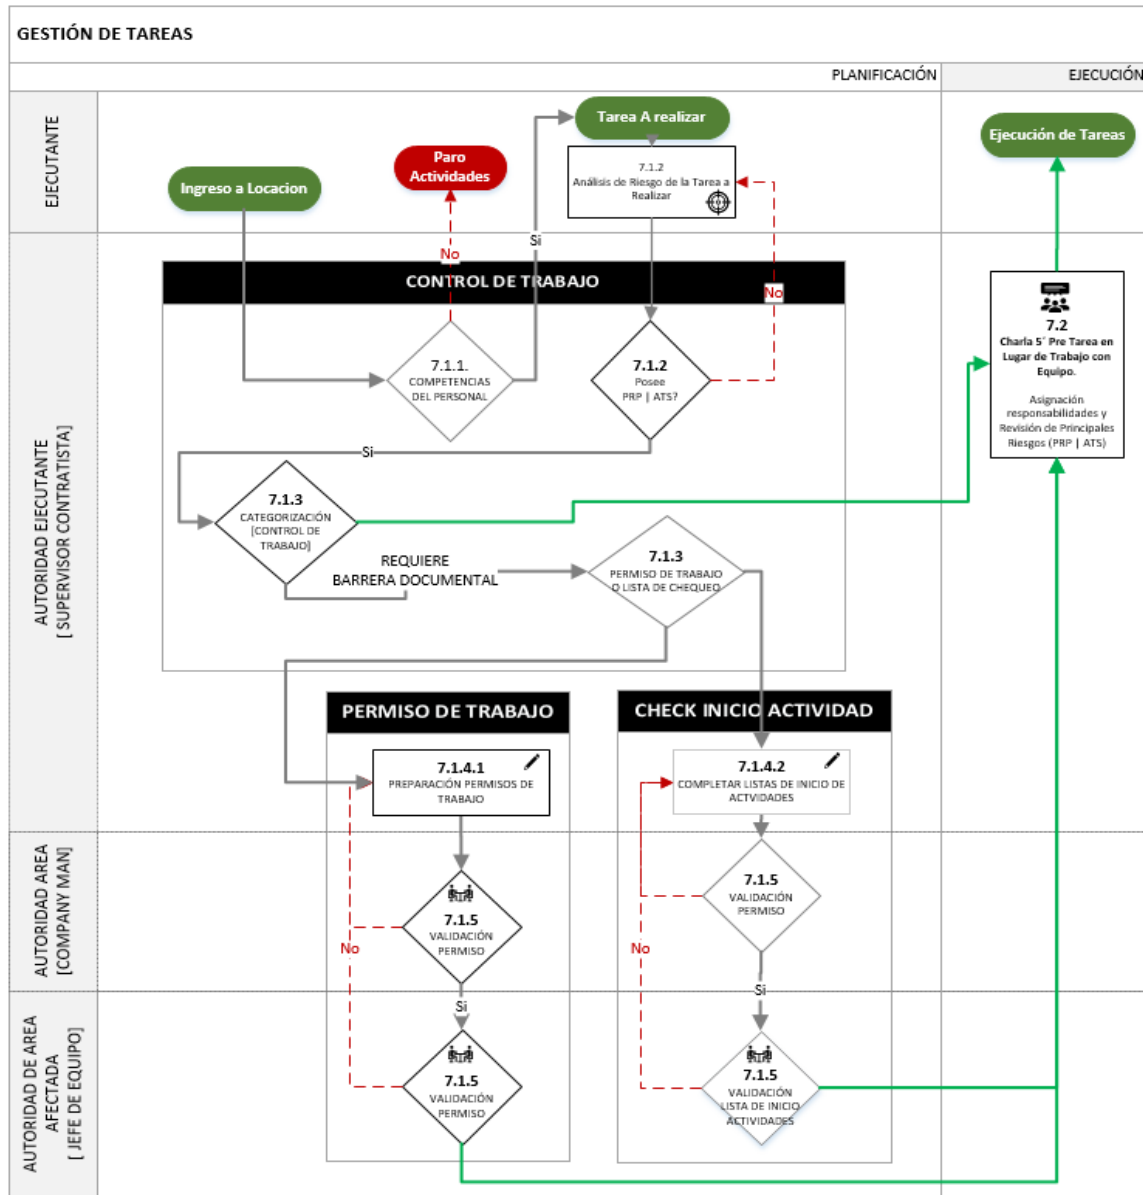 GESTIÓN DE TAREAS
PLANIFICACIÓN
EJECUCIÓN
EJECUTANTE
Ingreso a Locacion
Paro
Actividades
Tarea A realizar
7.1.2
Análisis de Riesgo de la Tarea a
Realizar
Ejecución de Tareas
Si
No
No
AUTORIDAD EJECUTANTE
[ SUPERVISOR CONTRATISTA]
CONTROL DE TRABAJO
7.1.1.
COMPETENCIAS
DEL PERSONAL
7.1.2
Posee
PRP | ATS?
7.2
Charla 5´ Pre Tarea en
Lugar de Trabajo con
Equipo.
Asignación
responsabilidades y
Revisión de Principales
Riesgos (PRP | ATS)
Si
7.1.3
CATEGORIZACIÓN
[CONTROL DE
TRABAJO]
REQUIERE
BARRERA DOCUMENTAL
7.1.3
PERMISO DE TRABAJO
O LISTA DE CHEQUEO
PERMISO DE TRABAJO
CHECK INICIO ACTIVIDAD
7.1.4.1
PREPARACIÓN PERMISOS DE
TRABAJO
7.1.4.2
COMPLETAR LISTAS DE INICIO DE
ACTVIDADES
AUTORIDAD AREA
[COMPANY MAN]
7.1.5
VALIDACIÓN
PERMISO
7.1.5
VALIDACIÓN
PERMISO
No
No
Si
Si
AUTORIDAD DE AREA
AFECTADA
[ JEFE DE EQUIPO]
7.1.5
VALIDACIÓN
PERMISO
7.1.5
VALIDACIÓN
LISTA DE INICIO
ACTIVIDADES